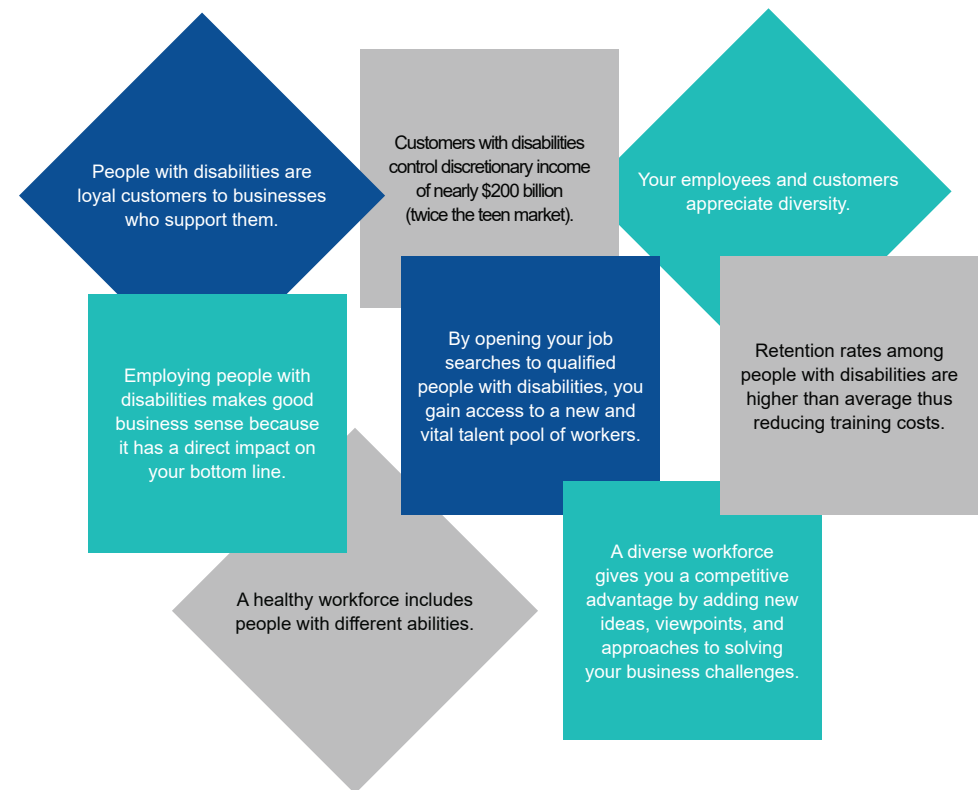 People with disabilities are
loyal customers to businesses
who support them.
Customers with disabilities
control discretionary income
of nearly $200 billion
(twice the teen market).
Your employees and customers
appreciate diversity.
Employing people with
disabilities makes good
business sense because
it has a direct impact on
your bottom line.
By opening your job
searches to qualified
people with disabilities, you
gain access to a new and
vital talent pool of workers.
Retention rates among
people with disabilities are
higher than average thus
reducing training costs.
A healthy workforce includes
people with different abilities.
A diverse workforce
gives you a competitive
advantage by adding new
ideas, viewpoints, and
approaches to solving
your business challenges.